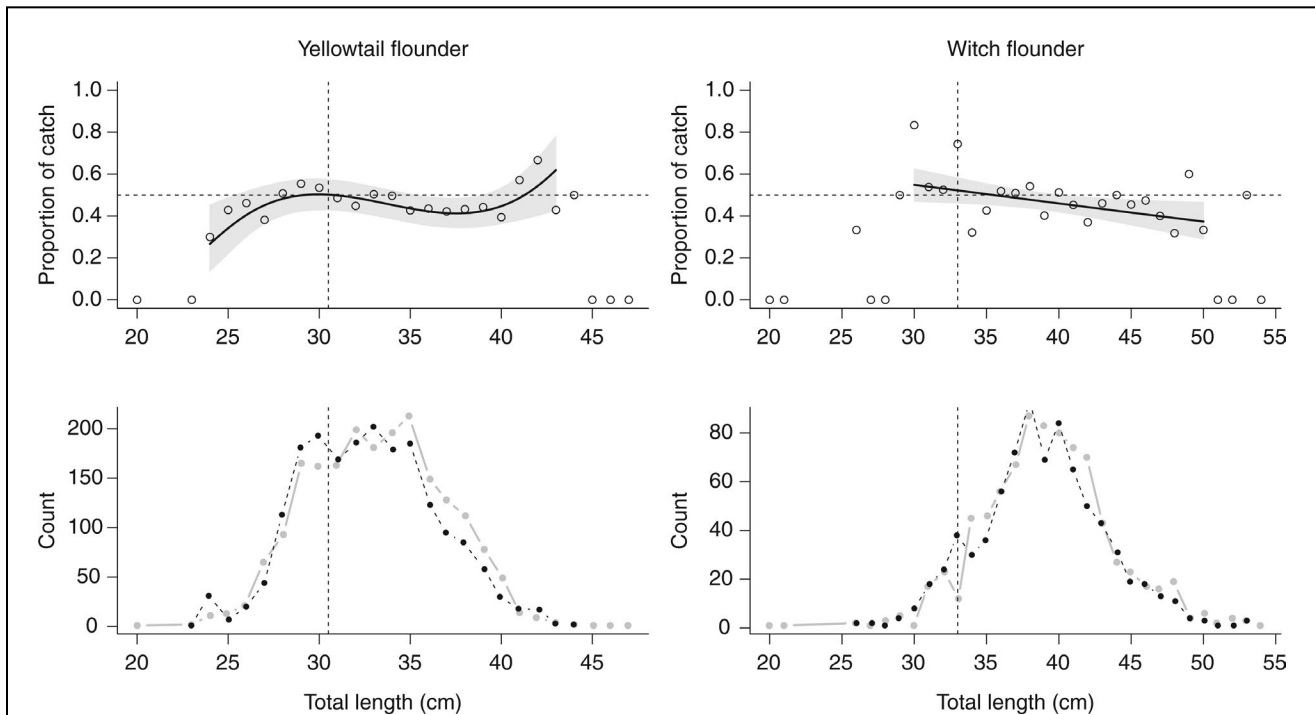 Yellowtail flounder
Witch flounder
Proportion of catch
1.0
0.8
0.6
0.4
0.2
0.0
20 25 30 35 40 45
Proportion of catch
1.0
0.8
0.6
0.4
0.2
0.0
20 25 30 35 40 45 50 55
Count
200
150
100
50
0
20 25 30 35 40 45
Total length (cm)
Count
80
60
40
20
0
20 25 30 35 40 45 50 55
Total length (cm)